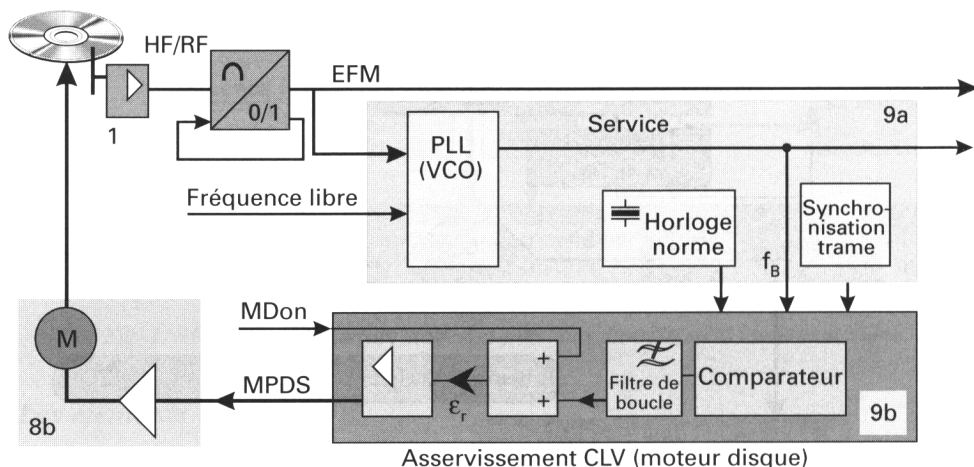 HF/RF
EFM
1
0/1
9a
Service
PLL
(VCO)
Fréquence libre
Horloge
norme
Synchro-
nisation
trame
f_B
MDon
M
MPDS
ε_r
+
+
Filtre de
boucle
Comparateur
8b
9b
Asservissement CLV (moteur disque)